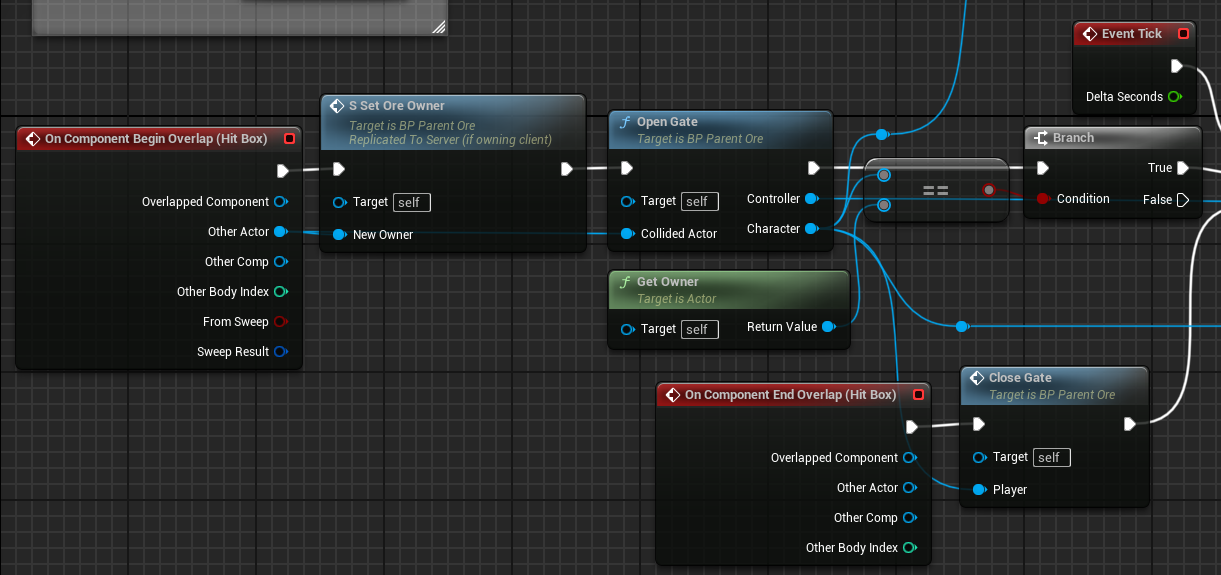 Event Tick
Delta Seconds
S Set Ore Owner
Target is BP Parent Ore
Replicated To Server (if owning client)
Target self
New Owner
On Component Begin Overlap (Hit Box)
Overlapped Component
Other Actor
Other Comp
Other Body Index
From Sweep
Sweep Result
f Open Gate
Target is BP Parent Ore
Target self
Controller
Collided Actor
Character
==
Branch
True
Condition
False
f Get Owner
Target is Actor
Target self
Return Value
On Component End Overlap (Hit Box)
Overlapped Component
Other Actor
Other Comp
Other Body Index
Close Gate
Target is BP Parent Ore
Target self
Player